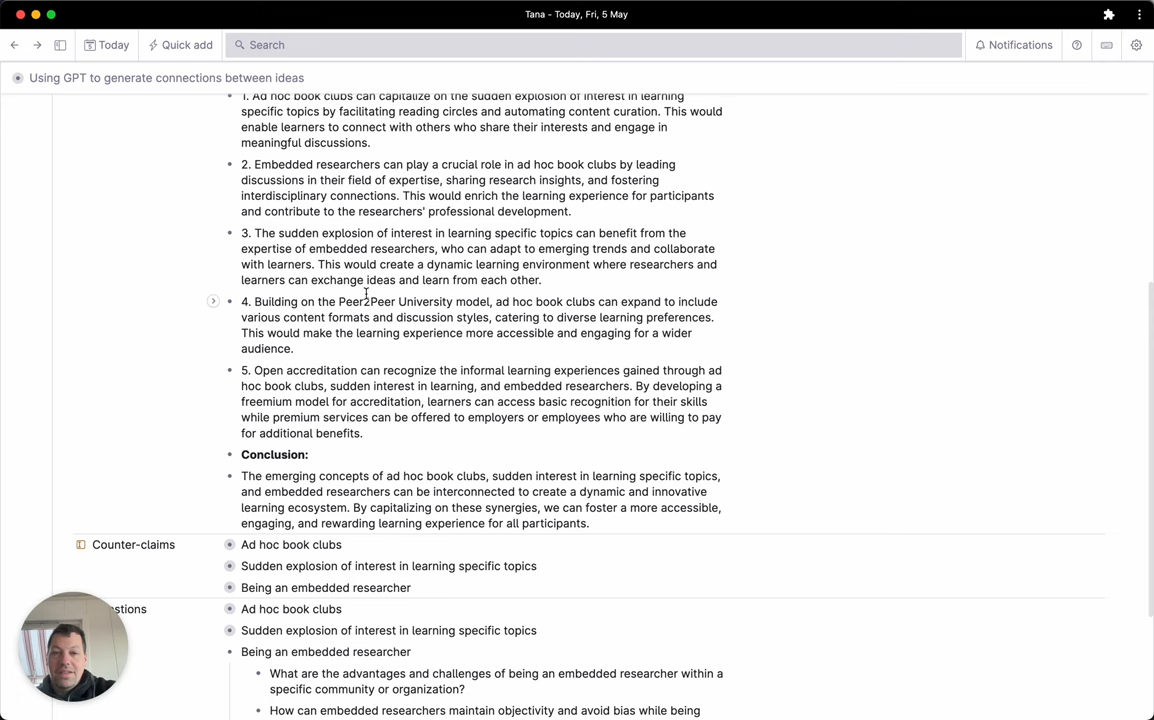 Tana - Today, Fri, 5 May
Today
Quick add
Search
Notifications
Using GPT to generate connections between ideas
1. Ad hoc book clubs can capitalize on the sudden explosion of interest in learning
specific topics by facilitating reading circles and automating content curation. This would
enable learners to connect with others who share their interests and engage in
meaningful discussions.
2. Embedded researchers can play a crucial role in ad hoc book clubs by leading
discussions in their field of expertise, sharing research insights, and fostering
interdisciplinary connections. This would enrich the learning experience for participants
and contribute to the researchers' professional development.
3. The sudden explosion of interest in learning specific topics can benefit from the
expertise of embedded researchers, who can adapt to emerging trends and collaborate
with learners. This would create a dynamic learning environment where researchers and
learners can exchange ideas and learn from each other.
4. Building on the Peer2Peer University model, ad hoc book clubs can expand to include
various content formats and discussion styles, catering to diverse learning preferences.
This would make the learning experience more accessible and engaging for a wider
audience.
5. Open accreditation can recognize the informal learning experiences gained through ad
hoc book clubs, sudden interest in learning, and embedded researchers. By developing a
freemium model for accreditation, learners can access basic recognition for their skills
while premium services can be offered to employers or employees who are willing to pay
for additional benefits.
Conclusion:
The emerging concepts of ad hoc book clubs, sudden interest in learning specific topics,
and embedded researchers can be interconnected to create a dynamic and innovative
learning ecosystem. By capitalizing on these synergies, we can foster a more accessible,
engaging, and rewarding learning experience for all participants.
Counter-claims
Ad hoc book clubs
Sudden explosion of interest in learning specific topics
Being an embedded researcher
stions
Ad hoc book clubs
Sudden explosion of interest in learning specific topics
Being an embedded researcher
What are the advantages and challenges of being an embedded researcher within a
specific community or organization?
How can embedded researchers maintain objectivity and avoid bias while being